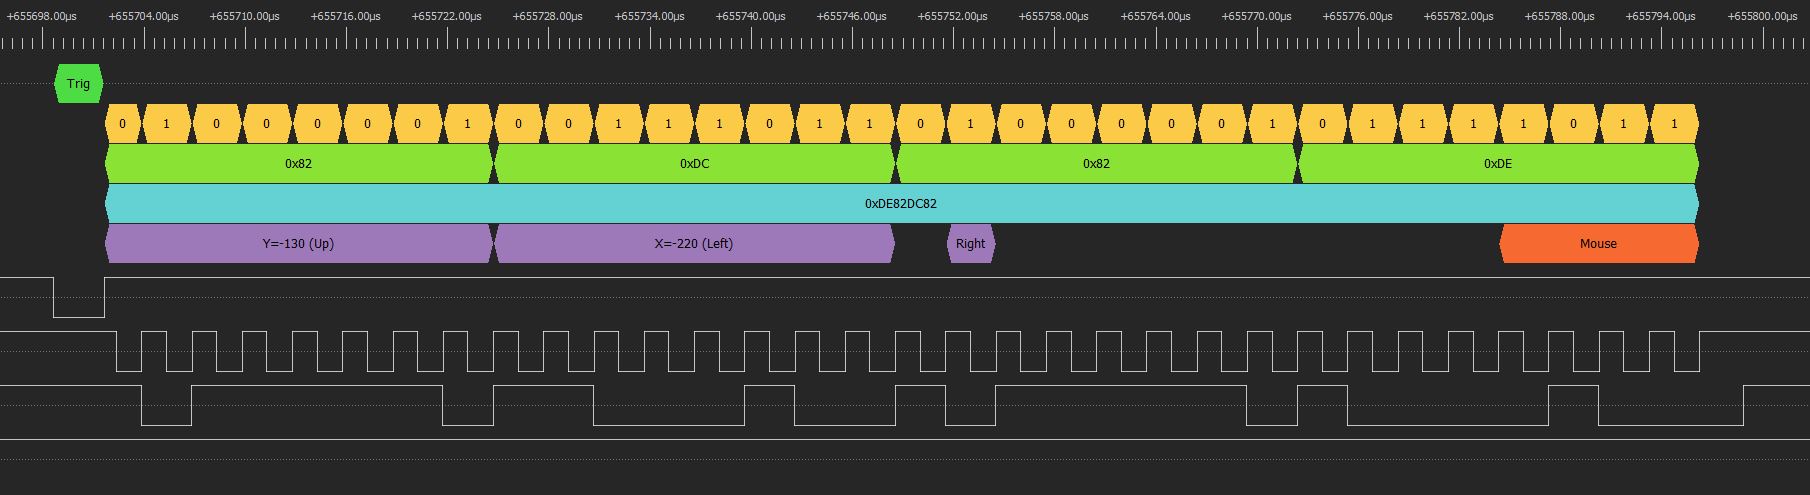 +655698.00µs +655704.00µs +655710.00µs +655716.00µs +655722.00µs +655728.00µs +655734.00µs +655740.00µs +655746.00µs +655752.00µs +655758.00µs +655764.00µs +655770.00µs +655776.00µs +655782.00µs +655788.00µs +655794.00µs +655800.00µs
Trig
0 1 0 0 0 0 0 1 0 0 1 1 1 0 1 1 0 1 0 0 0 0 0 1 0 1 1 1 1 0 1 1
0x82 0xDC 0x82 0xDE
0xDE82DC82
Y=-130 (Up) X=-220 (Left) Right Mouse